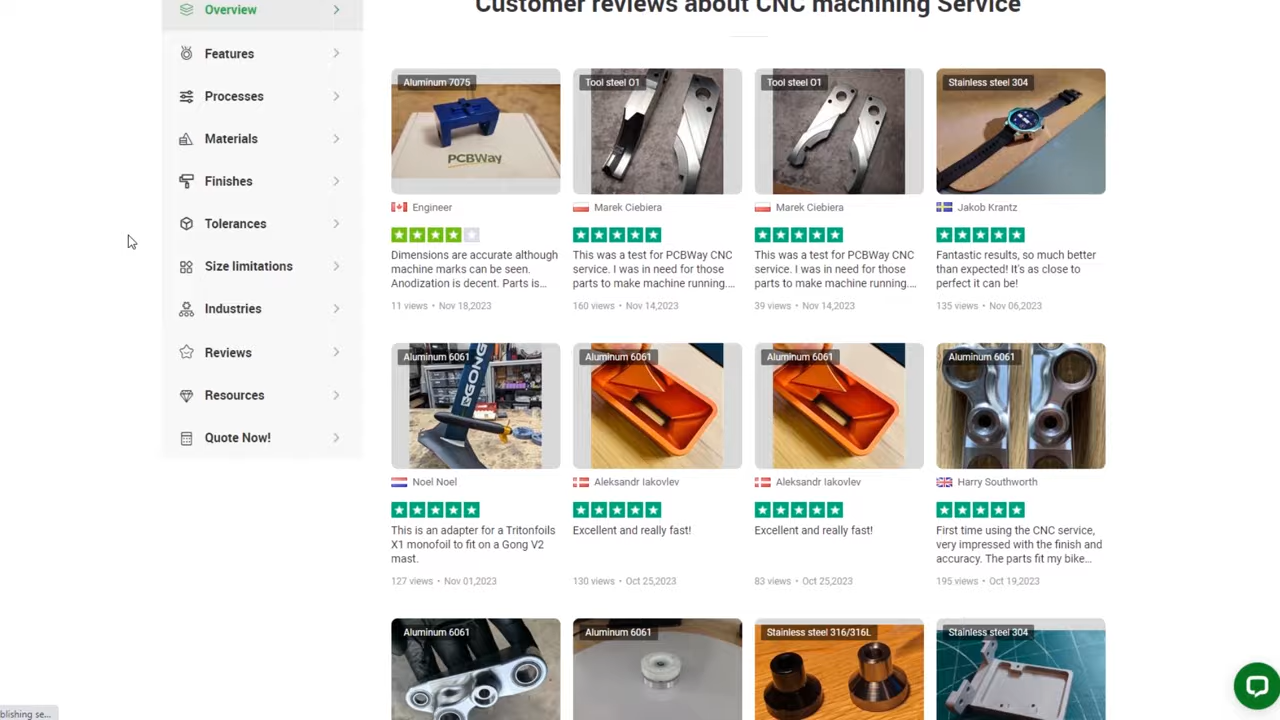 Customer reviews about CNC machining Service
Overview
Features
Processes
Materials
Finishes
Tolerances
Size limitations
Industries
Reviews
Resources
Quote Now!
Aluminum 7075
PCBWay
Engineer
Dimensions are accurate although
machine marks can be seen.
Anodization is decent. Parts is...
11 views • Nov 18,2023
Tool steel O1
Marek Ciebiera
This was a test for PCBWay CNC
service. I was in need for those
parts to make machine running....
160 views • Nov 14,2023
Tool steel O1
Marek Ciebiera
This was a test for PCBWay CNC
service. I was in need for those
parts to make machine running....
39 views • Nov 14,2023
Stainless steel 304
Jakob Krantz
Fantastic results, so much better
than expected! It's as close to
perfect it can be!
135 views • Nov 06,2023
Aluminum 6061
GONG
Noel Noel
This is an adapter for a Tritonfoils
X1 monofoil to fit on a Gong V2
mast.
127 views • Nov 01,2023
Aluminum 6061
Aleksandr Iakovlev
Excellent and really fast!
130 views • Oct 25,2023
Aluminum 6061
Aleksandr Iakovlev
Excellent and really fast!
83 views • Oct 25,2023
Aluminum 6061
Harry Southworth
First time using the CNC service,
very impressed with the finish and
accuracy. The parts fit my bike...
195 views • Oct 19,2023
Aluminum 6061
Aluminum 6061
Stainless steel 316/316L
Stainless steel 304
blishing se...